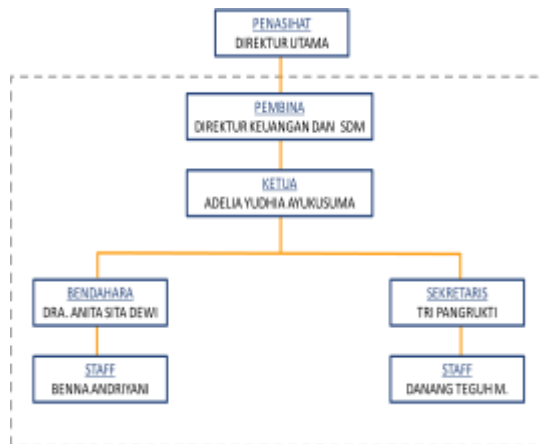 PENASIHAT
DIREKTUR UTAMA
PEMBINA
DIREKTUR KEUANGAN DAN SDM
KETUA
ADELIA YUDHIA AYUKUSUMA
BENDAHARA
DRA. ANITA SITA DEWI
SEKRETARIS
TRI PANGRUKTI
STAFF
BENNA ANDRIYANI
STAFF
DANANG TEGUH M.